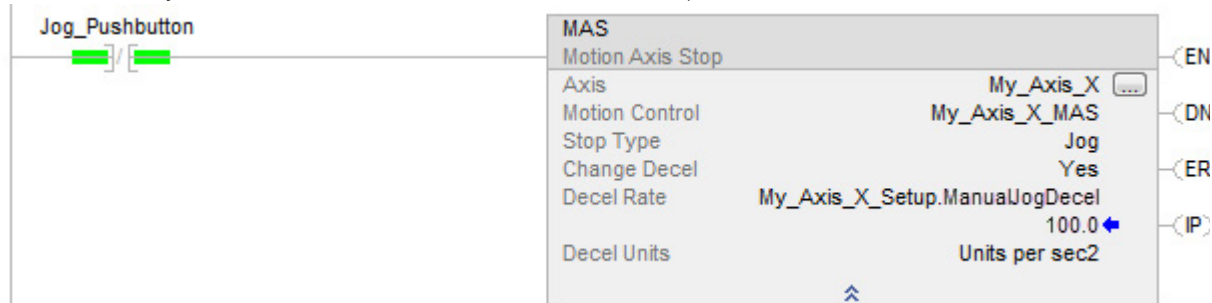 Jog_Pushbutton
MAS
Motion Axis Stop
EN
Axis My_Axis_X ...
Motion Control My_Axis_X_MAS
DN
Stop Type Jog
Change Decel Yes
ER
Decel Rate My_Axis_X_Setup.ManualJogDecel
100.0
IP
Decel Units Units per sec2